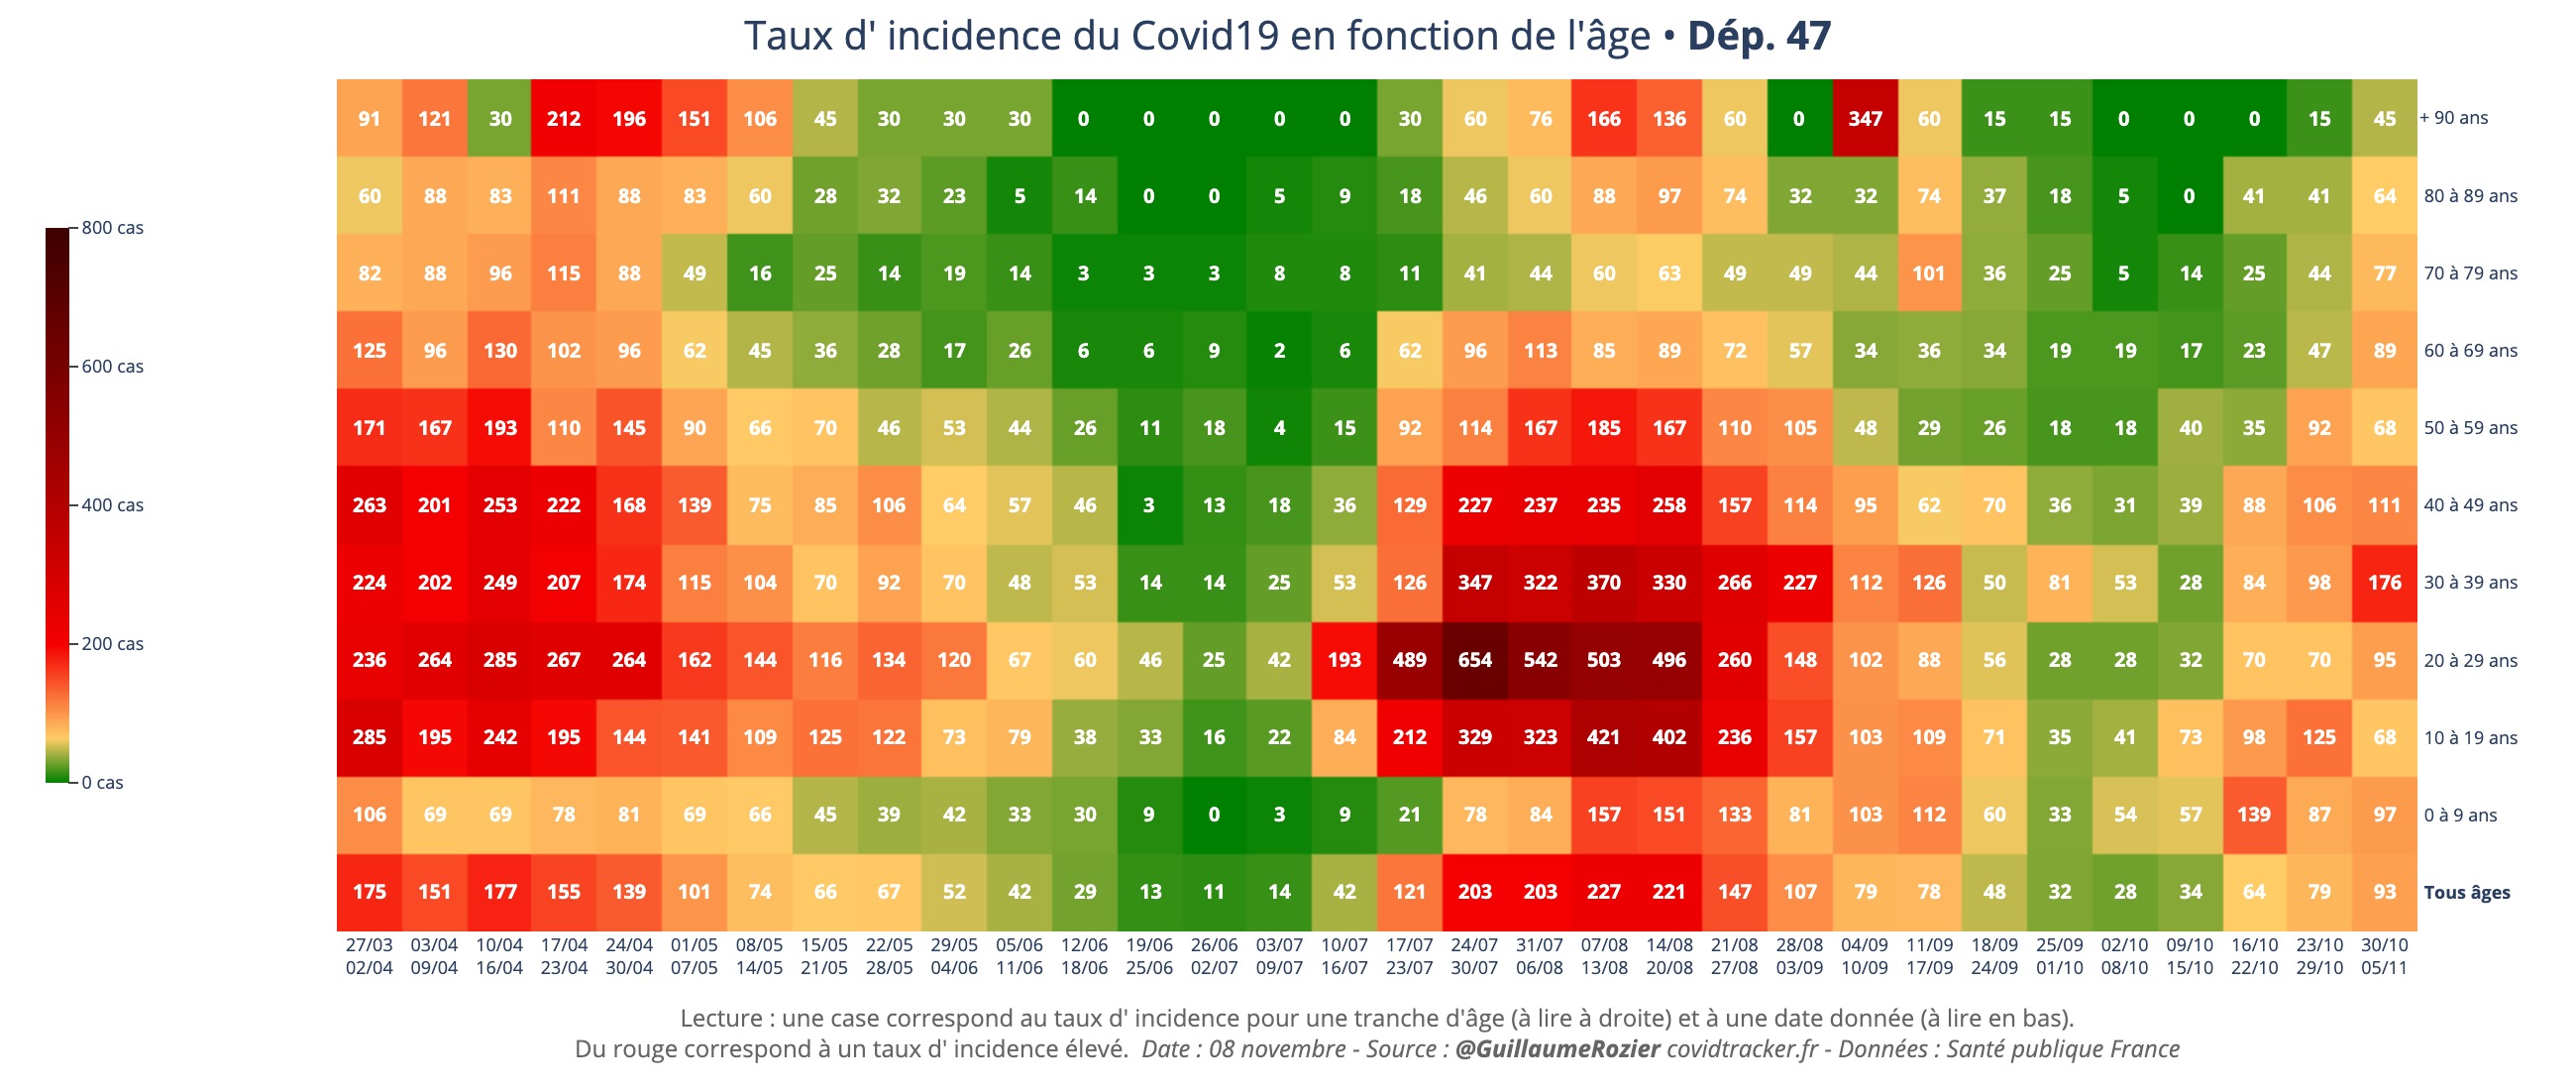 Taux d' incidence du Covid19 en fonction de l'âge • Dép. 47
800 cas
600 cas
400 cas
200 cas
0 cas
91 121 30 212 196 151 106 45 30 30 30 0 0 0 0 0 30 60 76 166 136 60 0 347 60 15 15 0 0 0 15 45 + 90 ans
60 88 83 111 88 83 60 28 32 23 5 14 0 0 5 9 18 46 60 88 97 74 32 32 74 37 18 5 0 41 41 64 80 à 89 ans
82 88 96 115 88 49 16 25 14 19 14 3 3 3 8 8 11 41 44 60 63 49 49 44 101 36 25 5 14 25 44 77 70 à 79 ans
125 96 130 102 96 62 45 36 28 17 26 6 6 9 2 6 62 96 113 85 89 72 57 34 36 34 19 19 17 23 47 89 60 à 69 ans
171 167 193 110 145 90 66 70 46 53 44 26 11 18 4 15 92 114 167 185 167 110 105 48 29 26 18 18 40 35 92 68 50 à 59 ans
263 201 253 222 168 139 75 85 106 64 57 46 3 13 18 36 129 227 237 235 258 157 114 95 62 70 36 31 39 88 106 111 40 à 49 ans
224 202 249 207 174 115 104 70 92 70 48 53 14 14 25 53 126 347 322 370 330 266 227 112 126 50 81 53 28 84 98 176 30 à 39 ans
236 264 285 267 264 162 144 116 134 120 67 60 46 25 42 193 489 654 542 503 496 260 148 102 88 56 28 28 32 70 70 95 20 à 29 ans
285 195 242 195 144 141 109 125 122 73 79 38 33 16 22 84 212 329 323 421 402 236 157 103 109 71 35 41 73 98 125 68 10 à 19 ans
106 69 69 78 81 69 66 45 39 42 33 30 9 0 3 9 21 78 84 157 151 133 81 103 112 60 33 54 57 139 87 97 0 à 9 ans
175 151 177 155 139 101 74 66 67 52 42 29 13 11 14 42 121 203 203 227 221 147 107 79 78 48 32 28 34 64 79 93 Tous âges
27/03 03/04 10/04 17/04 24/04 01/05 08/05 15/05 22/05 29/05 05/06 12/06 19/06 26/06 03/07 10/07 17/07 24/07 31/07 07/08 14/08 21/08 28/08 04/09 11/09 18/09 25/09 02/10 09/10 16/10 23/10 30/10
02/04 09/04 16/04 23/04 30/04 07/05 14/05 21/05 28/05 04/06 11/06 18/06 25/06 02/07 09/07 16/07 23/07 30/07 06/08 13/08 20/08 27/08 03/09 10/09 17/09 24/09 01/10 08/10 15/10 22/10 29/10 05/11
Lecture : une case correspond au taux d' incidence pour une tranche d'âge (à lire à droite) et à une date donnée (à lire en bas).
Du rouge correspond à un taux d' incidence élevé. Date : 08 novembre - Source : @GuillaumeRozier covidtracker.fr - Données : Santé publique France